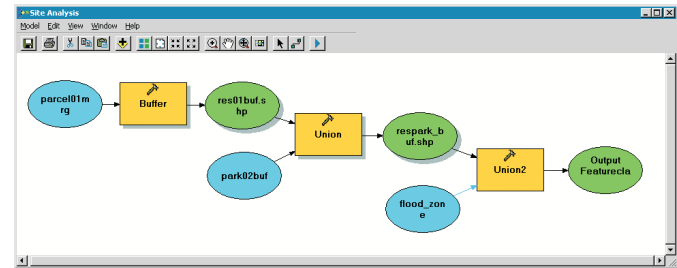 Site Analysis
Model Edit View Window Help
parcel01m
rg
Buffer
res01buf.s
hp
Union
park02buf
respark_b
uf.shp
Union2
flood_zon
e
Output
Featurecla